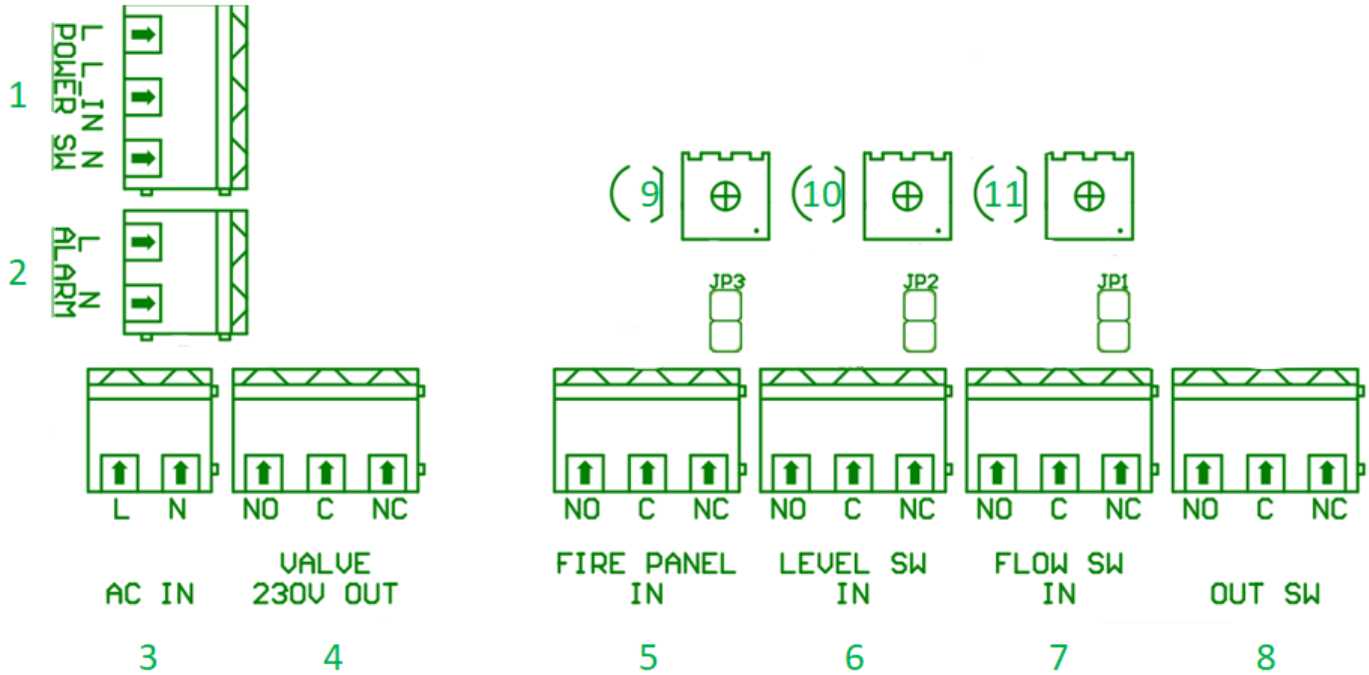 1
L L_IN N
POWER SW
2
L N
ALARM
9 10 11
JP3 JP2 JP1
L N NO C NC NO C NC NO C NC NO C NC NO C NC
AC IN
VALVE
230V OUT
FIRE PANEL
IN
LEVEL SW
IN
FLOW SW
IN
OUT SW
3 4 5 6 7 8